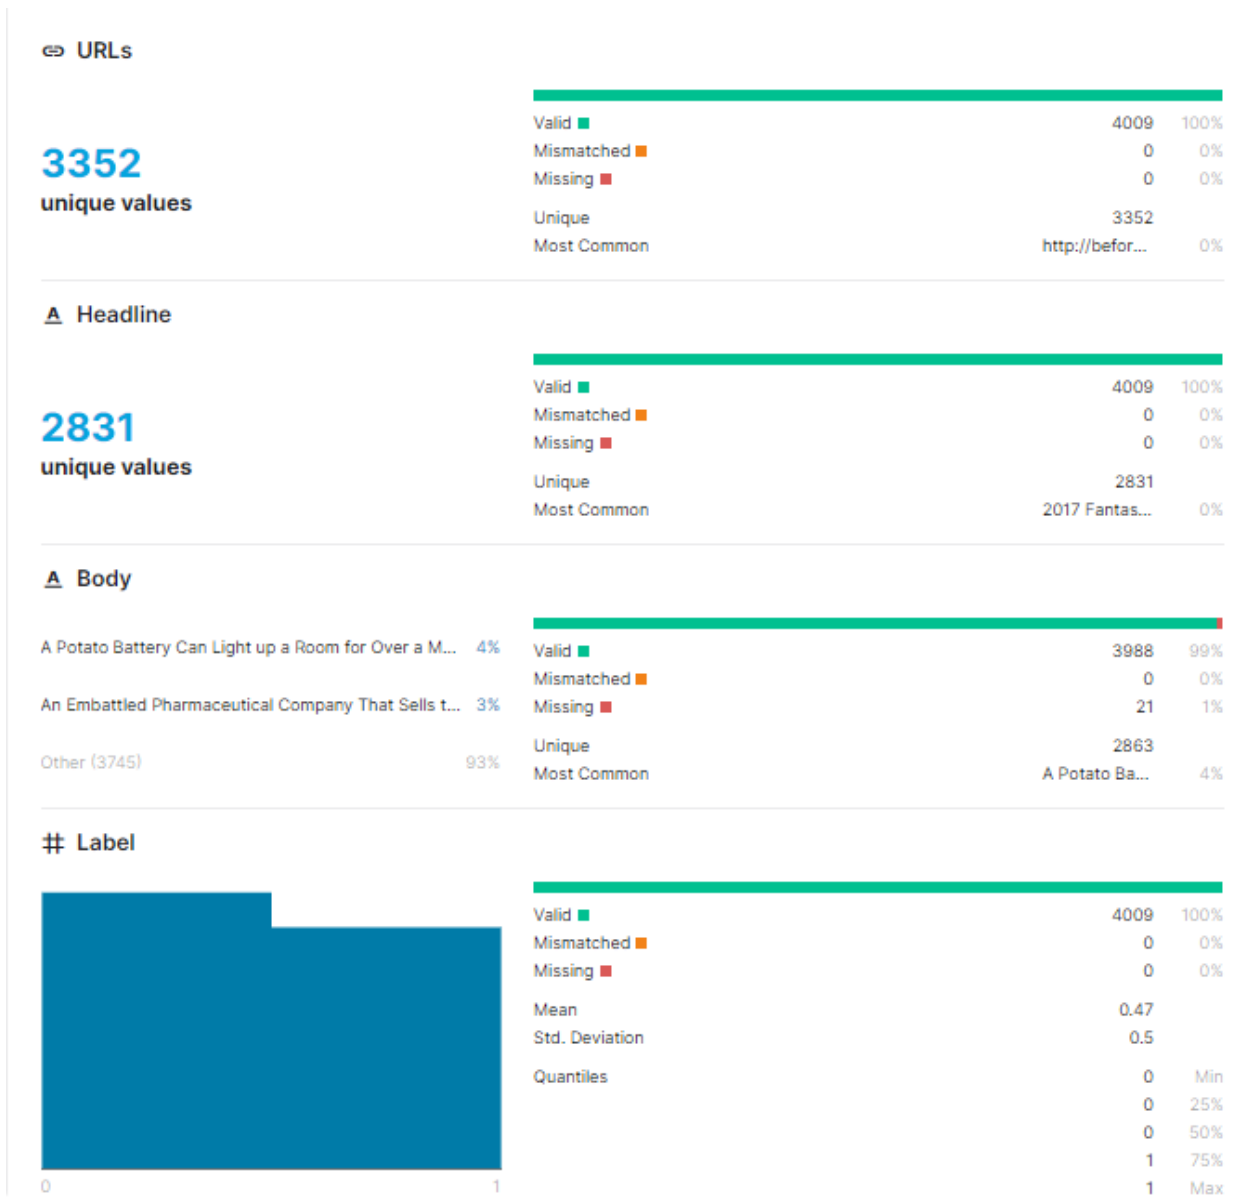 URLs
3352
unique values
Valid 4009 100%
Mismatched 0 0%
Missing 0 0%
Unique 3352
Most Common http://befor... 0%
A Headline
2831
unique values
Valid 4009 100%
Mismatched 0 0%
Missing 0 0%
Unique 2831
Most Common 2017 Fantas... 0%
A Body
A Potato Battery Can Light up a Room for Over a M... 4%
An Embattled Pharmaceutical Company That Sells t... 3%
Other (3745) 93%
Valid 3988 99%
Mismatched 0 0%
Missing 21 1%
Unique 2863
Most Common A Potato Ba... 4%
# Label
0 1
Valid 4009 100%
Mismatched 0 0%
Missing 0 0%
Mean 0.47
Std. Deviation 0.5
Quantiles 0 Min
0 25%
0 50%
1 75%
1 Max